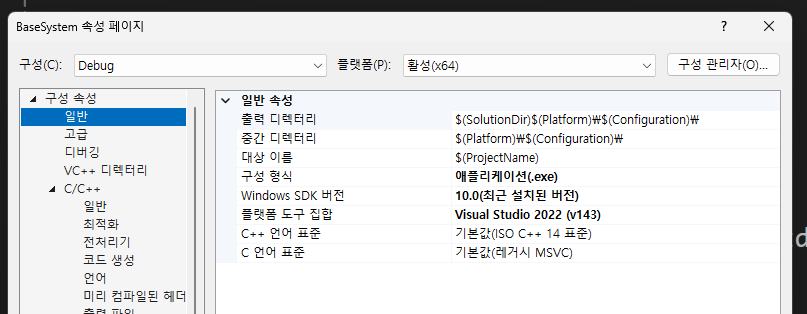 BaseSystem 속성 페이지
? ×
구성(C): Debug 플랫폼(P): 활성(x64) 구성 관리자(O)...
구성 속성
일반
고급
디버깅
VC++ 디렉터리
C/C++
일반
최적화
전처리기
코드 생성
언어
미리 컴파일된 헤더
출력 파일
일반 속성
출력 디렉터리 $(SolutionDir)$(Platform)₩$(Configuration)₩
중간 디렉터리 $(Platform)₩$(Configuration)₩
대상 이름 $(ProjectName)
구성 형식 애플리케이션(.exe)
Windows SDK 버전 10.0(최근 설치된 버전)
플랫폼 도구 집합 Visual Studio 2022 (v143)
C++ 언어 표준 기본값(ISO C++ 14 표준)
C 언어 표준 기본값(레거시 MSVC)
d